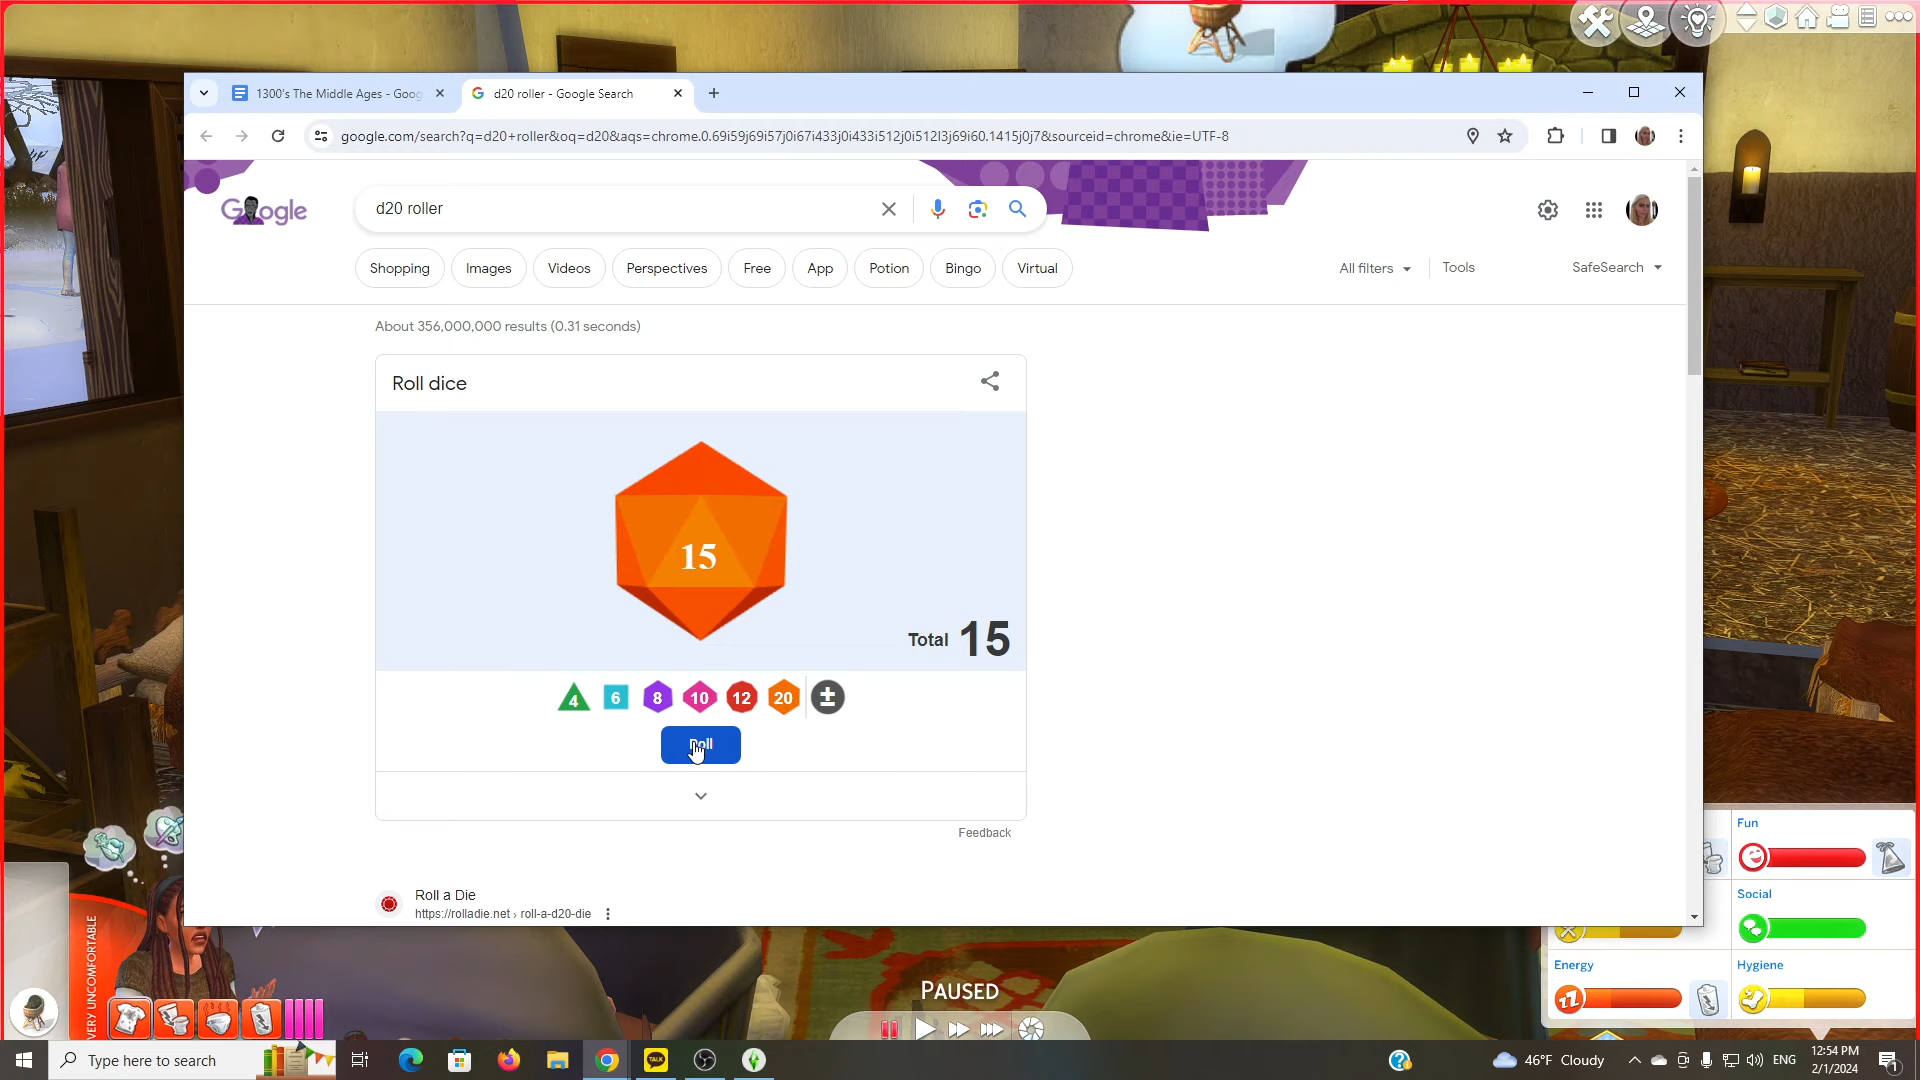 1300's The Middle Ages - Goog
d20 roller - Google Search
google.com/search?q=d20+roller&oq=d20&aqs=chrome.0.69i59j69i57j0i67i433j0i433i512j0i512l3j69i60.1415j0j7&sourceid=chrome&ie=UTF-8
Google
d20 roller
Shopping
Images
Videos
Perspectives
Free
App
Potion
Bingo
Virtual
All filters
Tools
SafeSearch
About 356,000,000 results (0.31 seconds)
Roll dice
15
Total 15
4 6 8 10 12 20
Roll
Feedback
Roll a Die
https://rolladie.net › roll-a-d20-die
Fun
Social
Energy
Hygiene
VERY UNCOMFORTABLE
PAUSED
Type here to search
TALK
46°F Cloudy
ENG
12:54 PM
2/1/2024
1